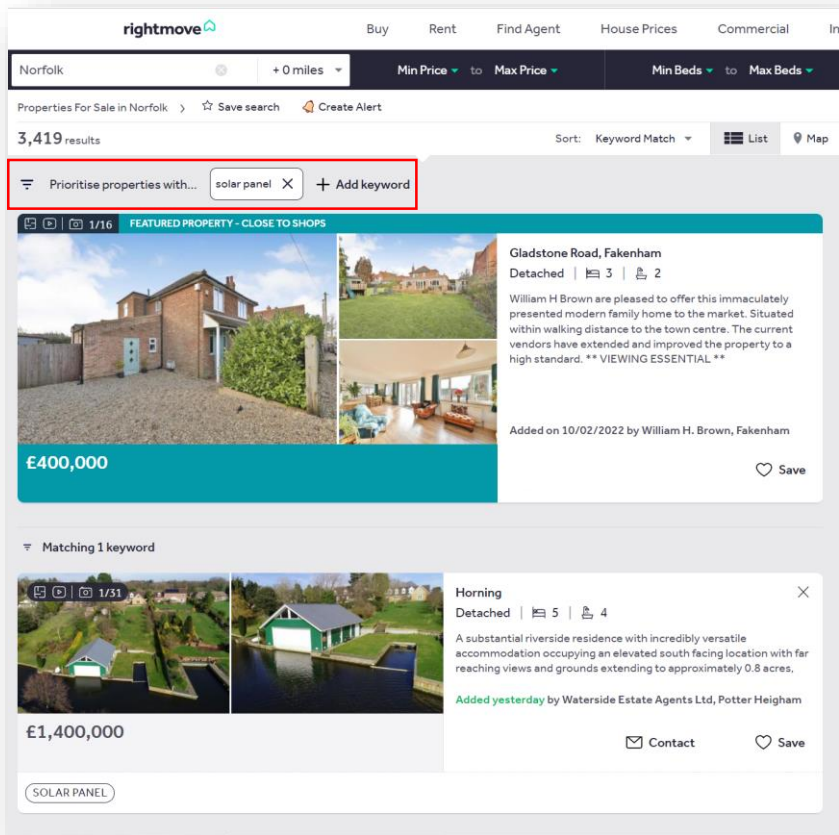 rightmove
Buy Rent Find Agent House Prices Commercial In
Norfolk + 0 miles Min Price to Max Price Min Beds to Max Beds
Properties For Sale in Norfolk > Save search Create Alert
3,419 results Sort: Keyword Match List Map
Prioritise properties with... solar panel X + Add keyword
1/16 FEATURED PROPERTY - CLOSE TO SHOPS
Gladstone Road, Fakenham
Detached | 3 | 2
William H Brown are pleased to offer this immaculately
presented modern family home to the market. Situated
within walking distance to the town centre. The current
vendors have extended and improved the property to a
high standard. ** VIEWING ESSENTIAL **
Added on 10/02/2022 by William H. Brown, Fakenham
£400,000
Save
Matching 1 keyword
1/31
Horning
Detached | 5 | 4
A substantial riverside residence with incredibly versatile
accommodation occupying an elevated south facing location with far
reaching views and grounds extending to approximately 0.8 acres,
Added yesterday by Waterside Estate Agents Ltd, Potter Heigham
£1,400,000
Contact Save
SOLAR PANEL